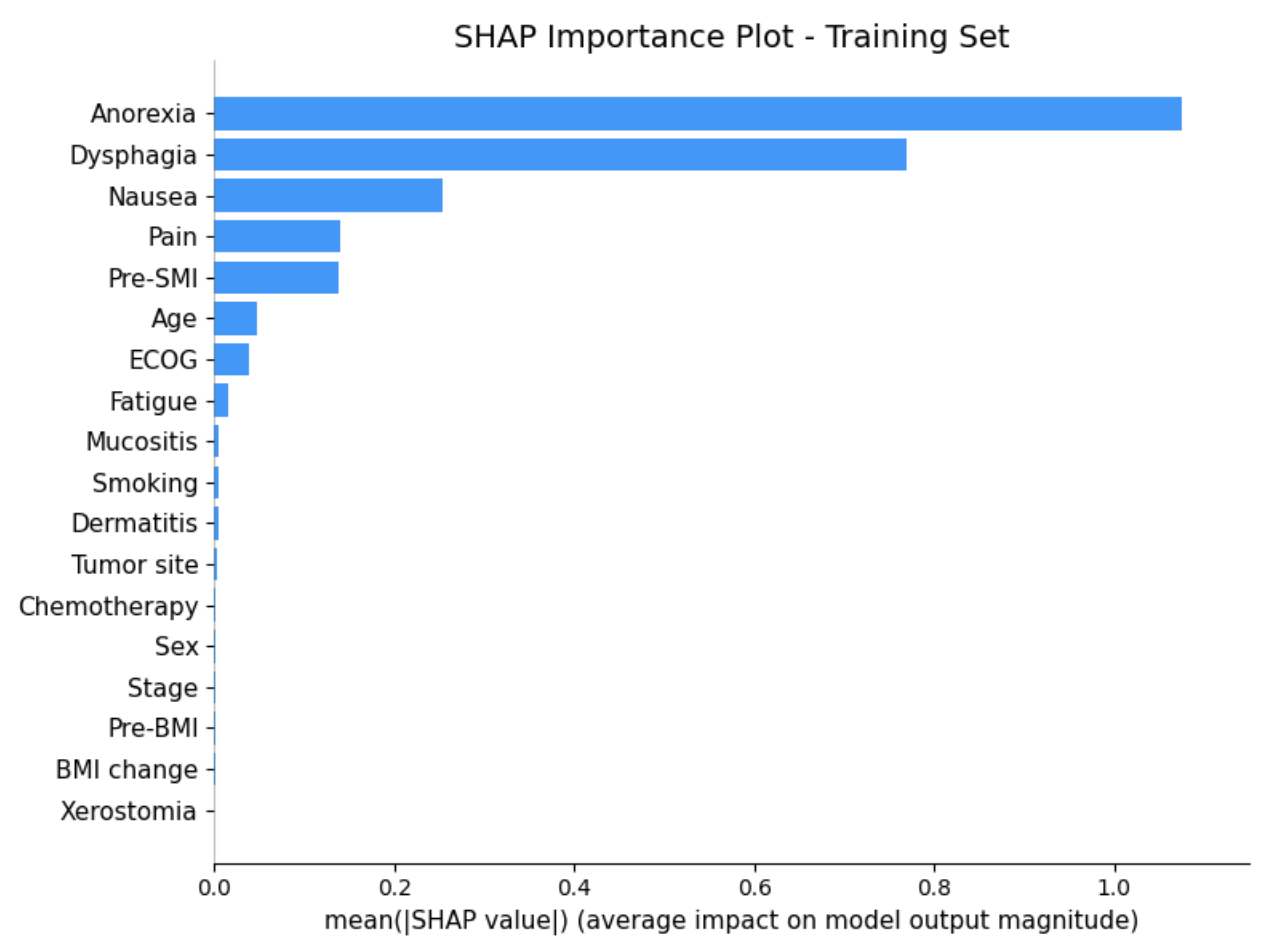 SHAP Importance Plot - Training Set
Anorexia
Dysphagia
Nausea
Pain
Pre-SMI
Age
ECOG
Fatigue
Mucositis
Smoking
Dermatitis
Tumor site
Chemotherapy
Sex
Stage
Pre-BMI
BMI change
Xerostomia
0.0 0.2 0.4 0.6 0.8 1.0
mean(|SHAP value|) (average impact on model output magnitude)